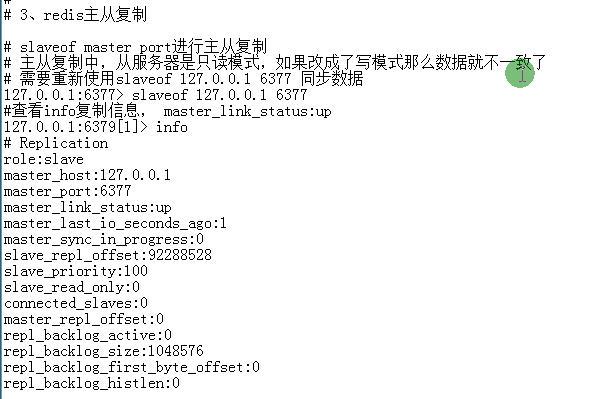 #
# 3、redis主从复制
# slaveof master port进行主从复制
# 主从复制中，从服务器是只读模式，如果改成了写模式那么数据就不一致了
# 需要重新使用slaveof 127.0.0.1 6377 同步数据
127.0.0.1:6377> slaveof 127.0.0.1 6377
#查看info复制信息， master_link_status:up
127.0.0.1:6379[1]> info
# Replication
role:slave
master_host:127.0.0.1
master_port:6377
master_link_status:up
master_last_io_seconds_ago:1
master_sync_in_progress:0
slave_repl_offset:92288528
slave_priority:100
slave_read_only:0
connected_slaves:0
master_repl_offset:0
repl_backlog_active:0
repl_backlog_size:1048576
repl_backlog_first_byte_offset:0
repl_backlog_histlen:0